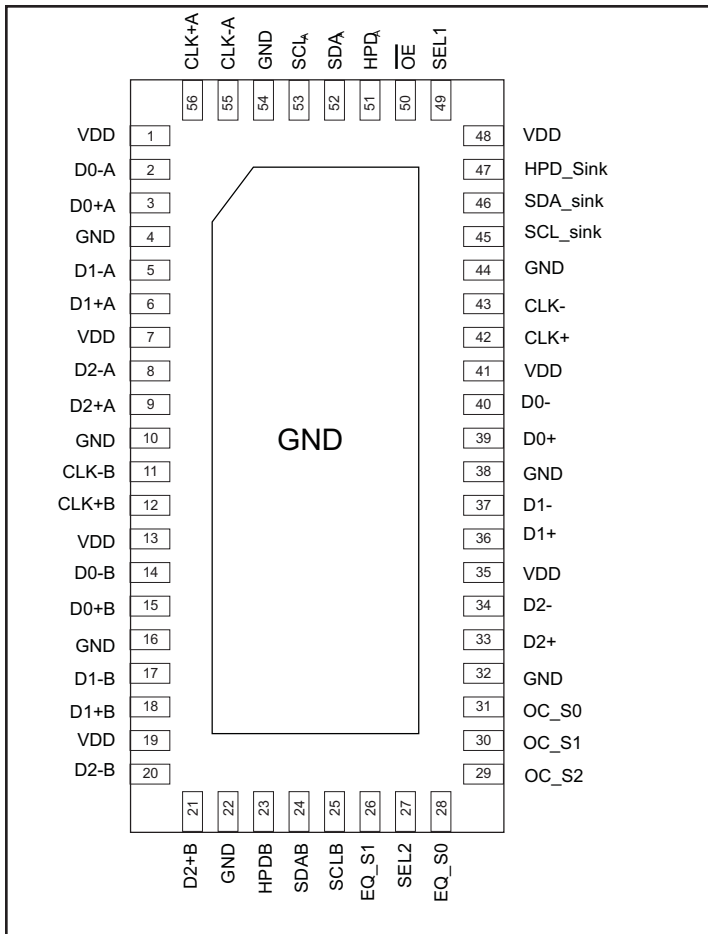 CLK+A
CLK-A
GND
SCLA
SDAA
HPDA
OE
SEL1
56
55
54
53
52
51
50
49
VDD 1
D0-A 2
D0+A 3
GND 4
D1-A 5
D1+A 6
VDD 7
D2-A 8
D2+A 9
GND 10
CLK-B 11
CLK+B 12
VDD 13
D0-B 14
D0+B 15
GND 16
D1-B 17
D1+B 18
VDD 19
D2-B 20
GND
48 VDD
47 HPD_Sink
46 SDA_sink
45 SCL_sink
44 GND
43 CLK-
42 CLK+
41 VDD
40 D0-
39 D0+
38 GND
37 D1-
36 D1+
35 VDD
34 D2-
33 D2+
32 GND
31 OC_S0
30 OC_S1
29 OC_S2
21
22
23
24
25
26
27
28
D2+B
GND
HPDB
SDAB
SCLB
EQ_S1
SEL2
EQ_S0